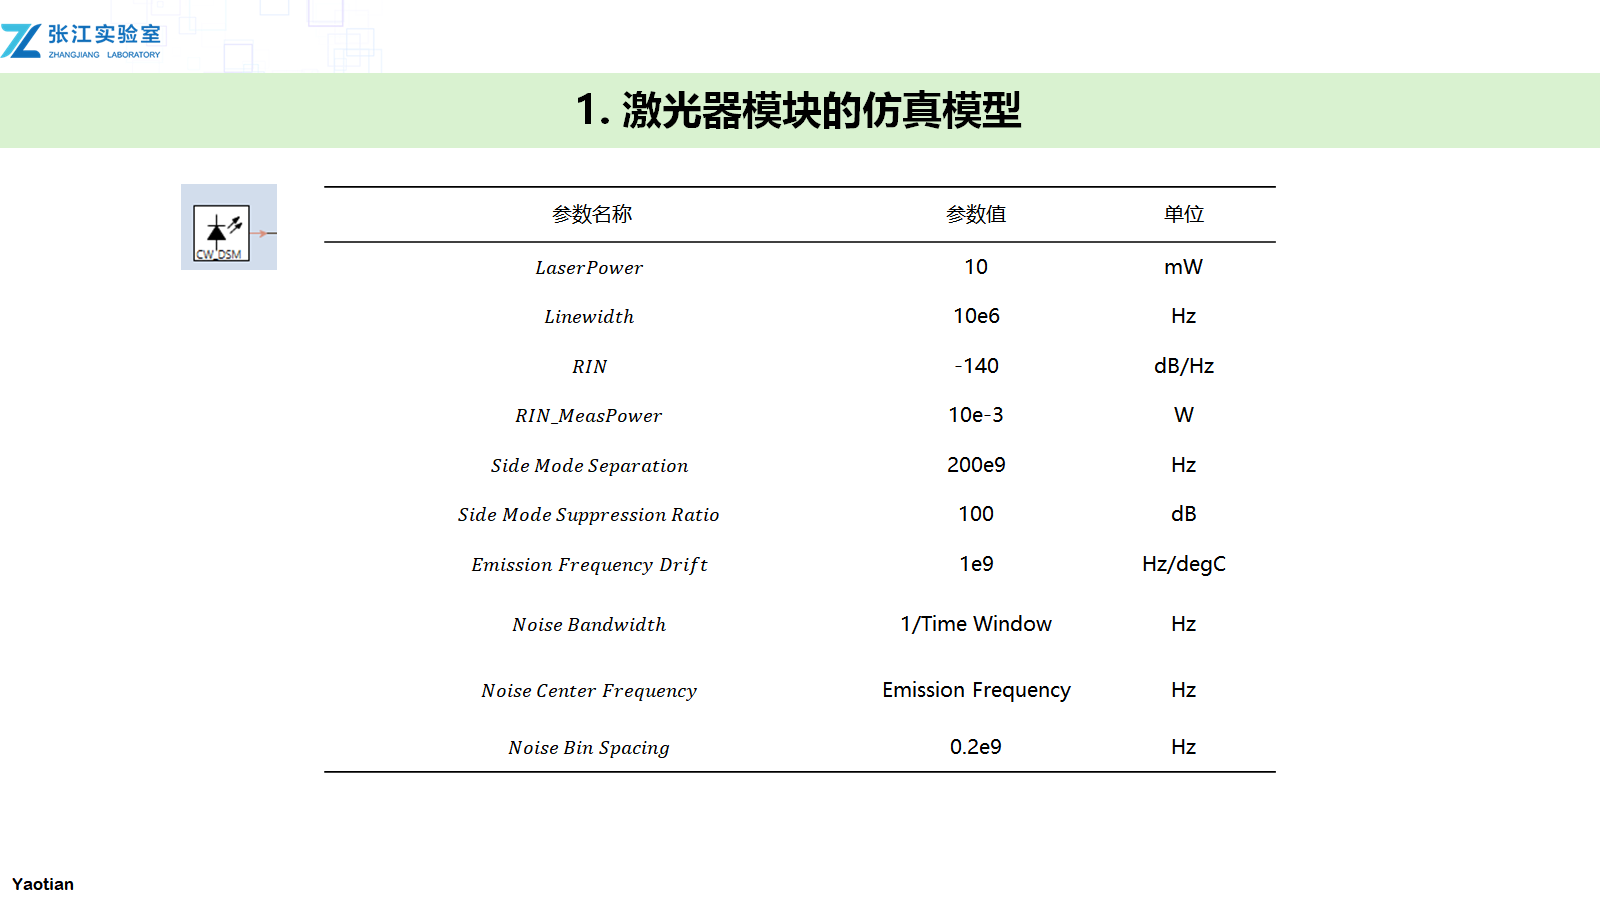 张江实验室
ZHANGJIANG LABORATORY
1. 激光器模块的仿真模型
CW_DSM
参数名称 参数值 单位
LaserPower 10 mW
Linewidth 10e6 Hz
RIN -140 dB/Hz
RIN_MeasPower 10e-3 W
Side Mode Separation 200e9 Hz
Side Mode Suppression Ratio 100 dB
Emission Frequency Drift 1e9 Hz/degC
Noise Bandwidth 1/Time Window Hz
Noise Center Frequency Emission Frequency Hz
Noise Bin Spacing 0.2e9 Hz
Yaotian